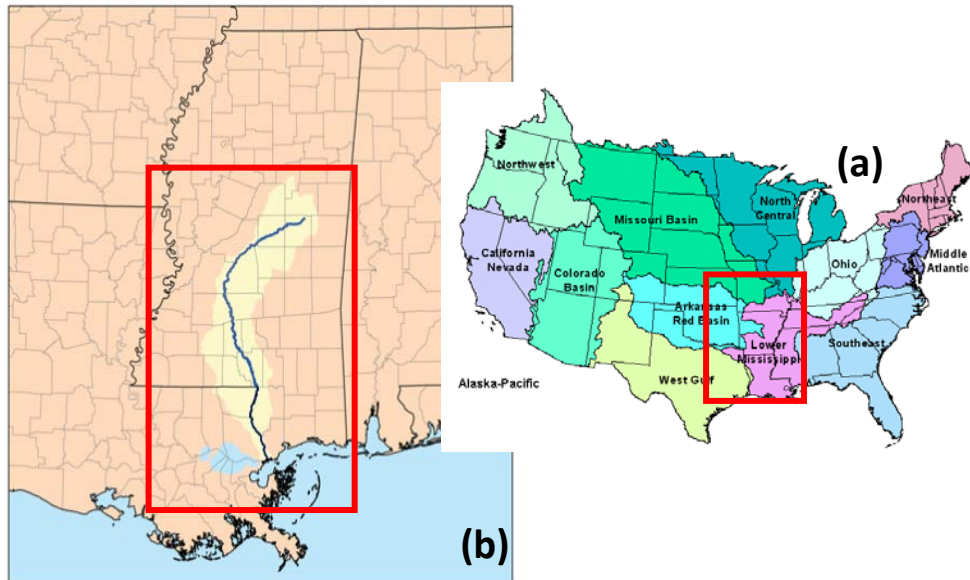 (a)
Northwest
Missouri Basin
North
Central
Northeast
California
Nevada
Colorado
Basin
Ohio
Middle
Atlantic
Arkansas
Red Basin
Lower
Mississippi
Southeast
West Gulf
Alaska-Pacific
(b)